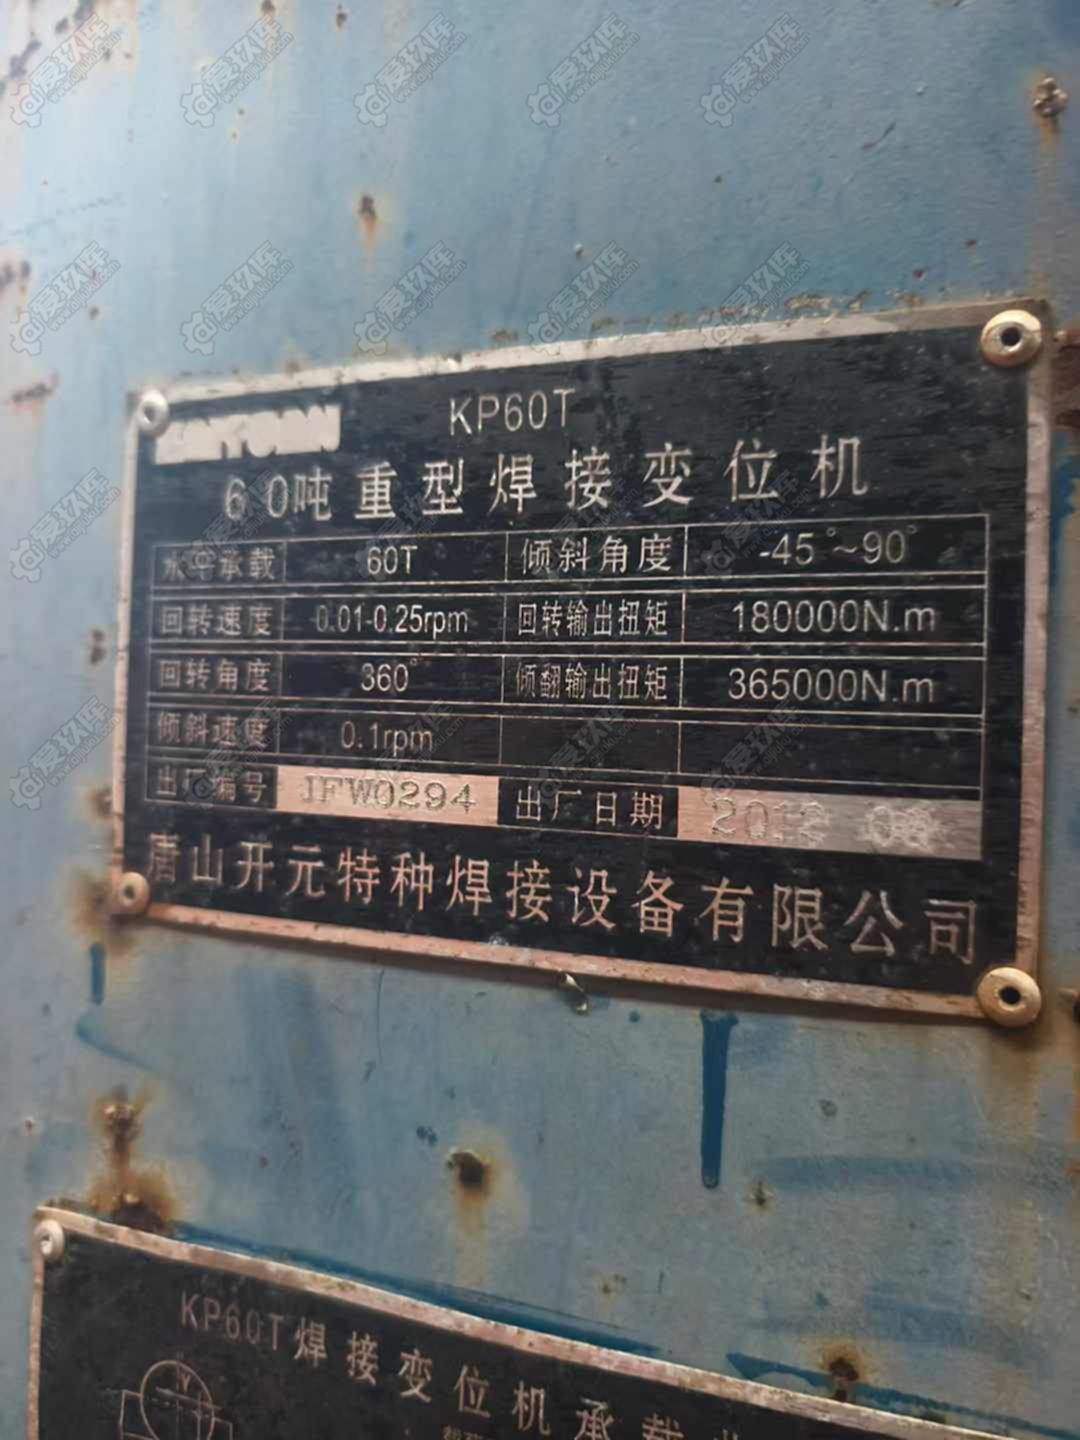 KP60T
60吨重型焊接变位机
水平承载 60T 倾斜角度 -45°~90°
回转速度 0.01-0.25rpm 回转输出扭矩 180000N.m
回转角度 360° 倾翻输出扭矩 365000N.m
倾斜速度 0.1rpm
出厂编号 JFW0294 出厂日期 2012
唐山开元特种焊接设备有限公司
KP60T焊接变位机承载
爱玖库